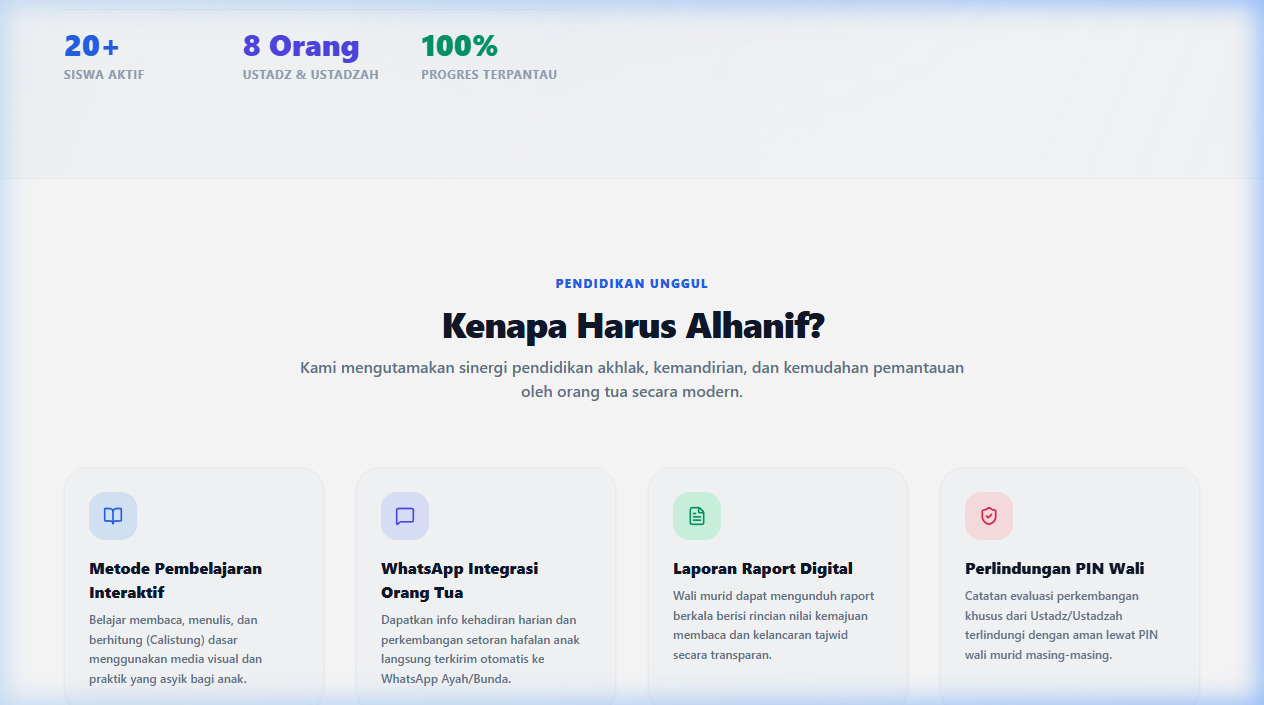 20+
SISWA AKTIF
8 Orang
USTADZ & USTADZAH
100%
PROGRES TERPANTAU
PENDIDIKAN UNGGUL
Kenapa Harus Alhanif?
Kami mengutamakan sinergi pendidikan akhlak, kemandirian, dan kemudahan pemantauan
oleh orang tua secara modern.
Metode Pembelajaran
Interaktif
Belajar membaca, menulis, dan
berhitung (Calistung) dasar
menggunakan media visual dan
praktik yang asyik bagi anak.
WhatsApp Integrasi
Orang Tua
Dapatkan info kehadiran harian dan
perkembangan setoran hafalan anak
langsung terkirim otomatis ke
WhatsApp Ayah/Bunda.
Laporan Raport Digital
Wali murid dapat mengunduh raport
berkala berisi rincian nilai kemajuan
membaca dan kelancaran tajwid
secara transparan.
Perlindungan PIN Wali
Catatan evaluasi perkembangan
khusus dari Ustadz/Ustadzah
terlindungi dengan aman lewat PIN
wali murid masing-masing.